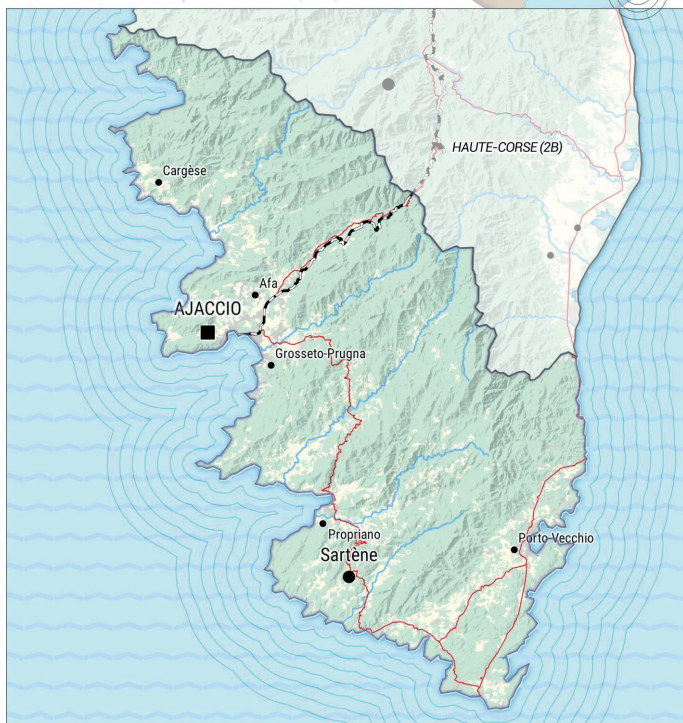 HAUTE-CORSE (2B)
Cargèse
Afa
AJACCIO
Grosseto-Prugna
Propriano
Sartène
Porto-Vecchio